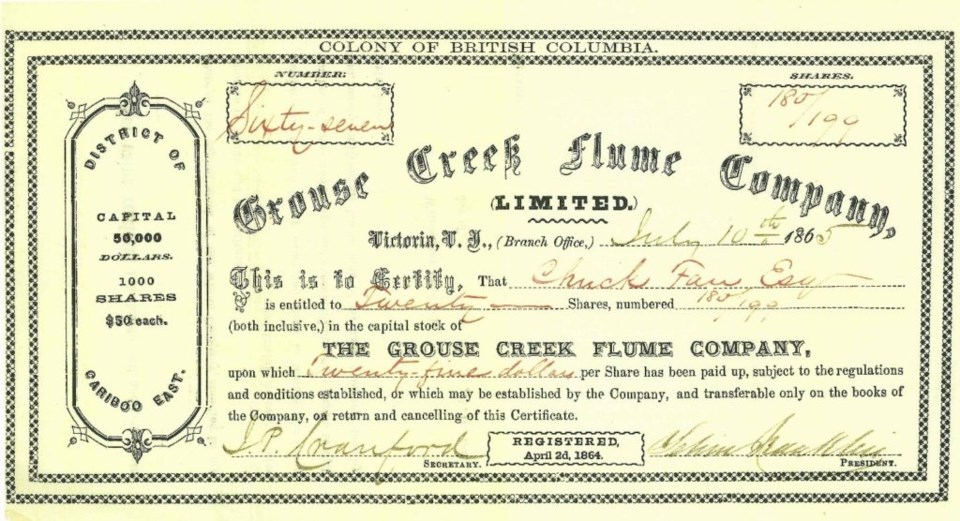 COLONY OF BRITISH COLUMBIA.
NUMBER:
Sixty-seven
SHARES.
180/199
DISTRICT OF
CAPITAL
50,000
DOLLARS.
1000
SHARES
$50 each.
CARIBOO EAST.
Grouse Creek Flume Company,
(LIMITED.)
Victoria, V. I., (Branch Office,) July 10th 1865
This is to Certify, That Chuck Fau Esq
is entitled to Twenty Shares, numbered 180/199
(both inclusive,) in the capital stock of
THE GROUSE CREEK FLUME COMPANY,
upon which Twenty-five dollars per Share has been paid up, subject to the regulations
and conditions established, or which may be established by the Company, and transferable only on the books of
the Company, on return and cancelling of this Certificate.
J.P. Cranford
SECRETARY.
REGISTERED,
April 2d, 1864.
Franklin
PRESIDENT.